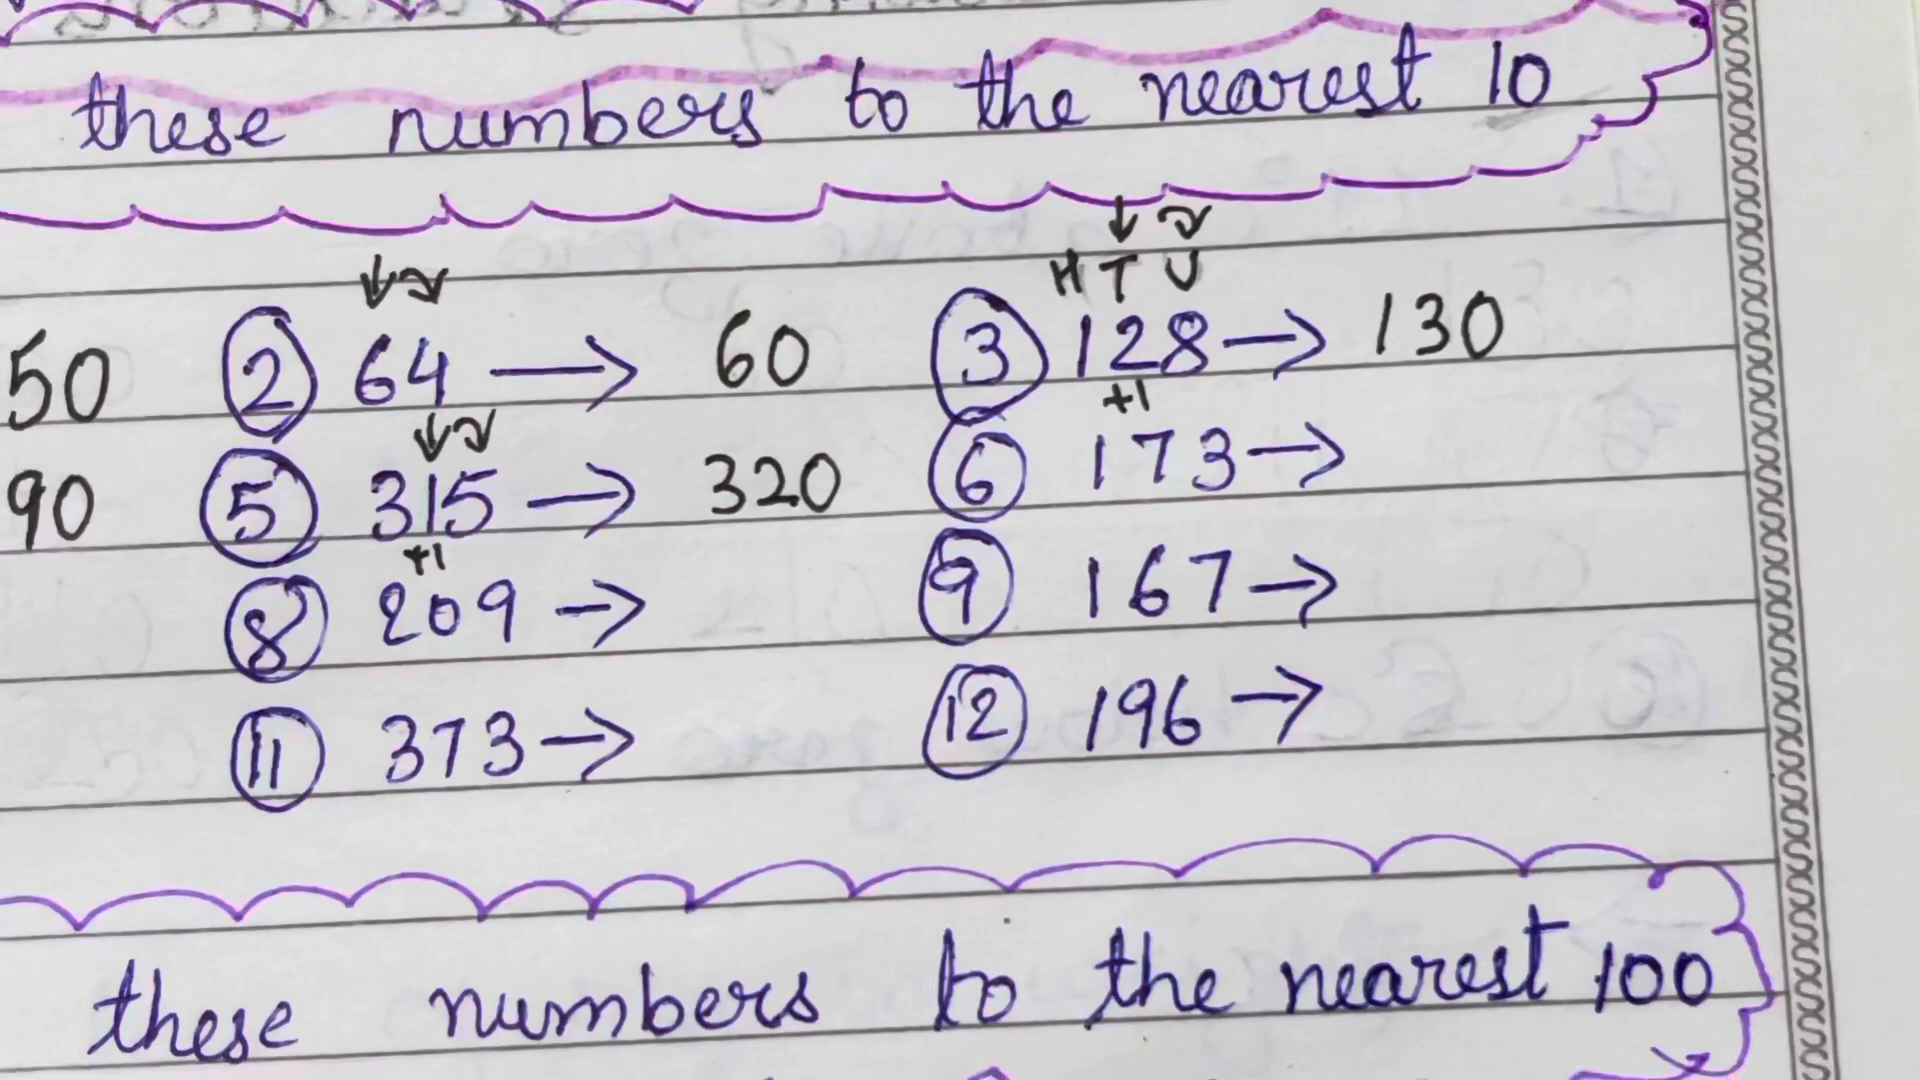 these numbers to the nearest 10
H T U
50 2 64 → 60 3 128 → 130
+1
90 5 315 → 320 6 173 →
+1
8 209 → 9 167 →
11 373 → 12 196 →
these numbers to the nearest 100